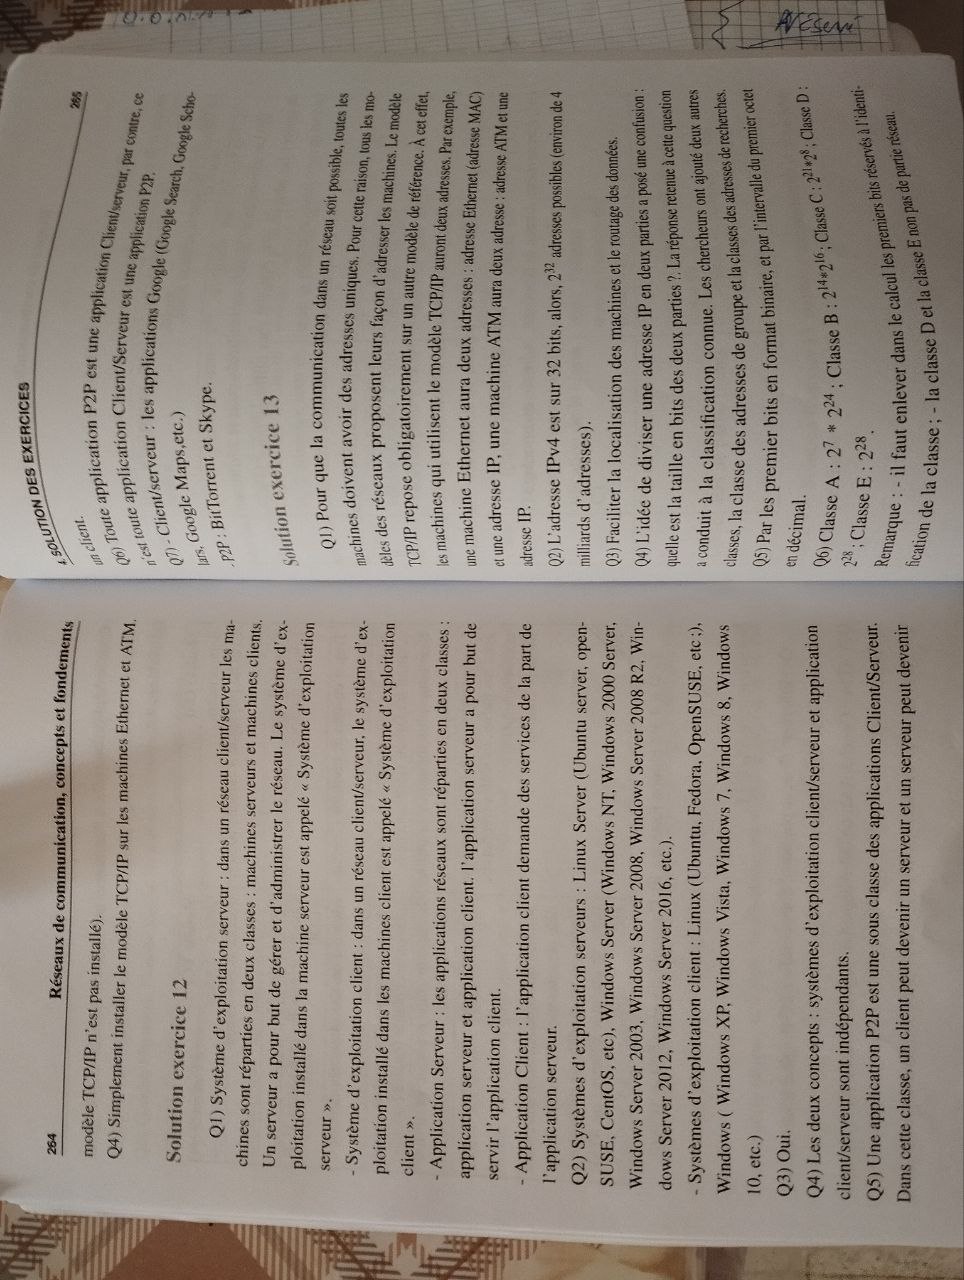 264
Réseaux de communication, concepts et fondements
modèle TCP/IP n'est pas installé).
Q4) Simplement installer le modèle TCP/IP sur les machines Ethernet et ATM.
Solution exercice 12
Q1) Système d'exploitation serveur : dans un réseau client/serveur les ma-
chines sont réparties en deux classes : machines serveurs et machines clients.
Un serveur a pour but de gérer et d'administrer le réseau. Le système d'ex-
ploitation installé dans la machine serveur est appelé « Système d'exploitation
serveur ».
- Système d'exploitation client : dans un réseau client/serveur, le système d'ex-
ploitation installé dans les machines client est appelé « Système d'exploitation
client ».
- Application Serveur : les applications réseaux sont réparties en deux classes :
application serveur et application client. l'application serveur a pour but de
servir l'application client.
- Application Client : l'application client demande des services de la part de
l'application serveur.
Q2) Systèmes d'exploitation serveurs : Linux Server (Ubuntu server, open-
SUSE, CentOS, etc), Windows Server (Windows NT, Windows 2000 Server,
Windows Server 2003, Windows Server 2008, Windows Server 2008 R2, Win-
dows Server 2012, Windows Server 2016, etc.).
- Systèmes d'exploitation client : Linux (Ubuntu, Fedora, OpenSUSE, etc ;),
Windows ( Windows XP, Windows Vista, Windows 7, Windows 8, Windows
10, etc.)
Q3) Oui.
Q4) Les deux concepts : systèmes d'exploitation client/serveur et application
client/serveur sont indépendants.
Q5) Une application P2P est une sous classe des applications Client/Serveur.
Dans cette classe, un client peut devenir un serveur et un serveur peut devenir
4. SOLUTION DES EXERCICES
265
un client.
Q6) Toute application P2P est une application Client/serveur, par contre, ce
n'est toute application Client/Serveur est une application P2P.
Q7) - Client/serveur : les applications Google (Google Search, Google Scho-
lars, Google Maps,etc.)
- P2P : BitTorrent et Skype.
Solution exercice 13
Q1) Pour que la communication dans un réseau soit possible, toutes les
machines doivent avoir des adresses uniques. Pour cette raison, tous les mo-
dèles des réseaux proposent leurs façon d'adresser les machines. Le modèle
TCP/IP repose obligatoirement sur un autre modèle de référence. À cet effet,
les machines qui utilisent le modèle TCP/IP auront deux adresses. Par exemple,
une machine Ethernet aura deux adresses : adresse Ethernet (adresse MAC)
et une adresse IP, une machine ATM aura deux adresse : adresse ATM et une
adresse IP.
Q2) L'adresse IPv4 est sur 32 bits, alors, 2^32 adresses possibles (environ de 4
milliards d'adresses).
Q3) Faciliter la localisation des machines et le routage des données.
Q4) L'idée de diviser une adresse IP en deux parties a posé une confusion :
quelle est la taille en bits des deux parties ?. La réponse retenue à cette question
a conduit à la classification connue. Les chercheurs ont ajouté deux autres
classes, la classe des adresses de groupe et la classes des adresses de recherches.
Q5) Par les premier bits en format binaire, et par l'intervalle du premier octet
en décimal.
Q6) Classe A : 2^7 * 2^24 ; Classe B : 2^14*2^16 ; Classe C : 2^21*2^8 ; Classe D :
2^28 ; Classe E : 2^28.
Remarque : - il faut enlever dans le calcul les premiers bits réservés à l'identi-
fication de la classe ; - la classe D et la classe E non pas de partie réseau.